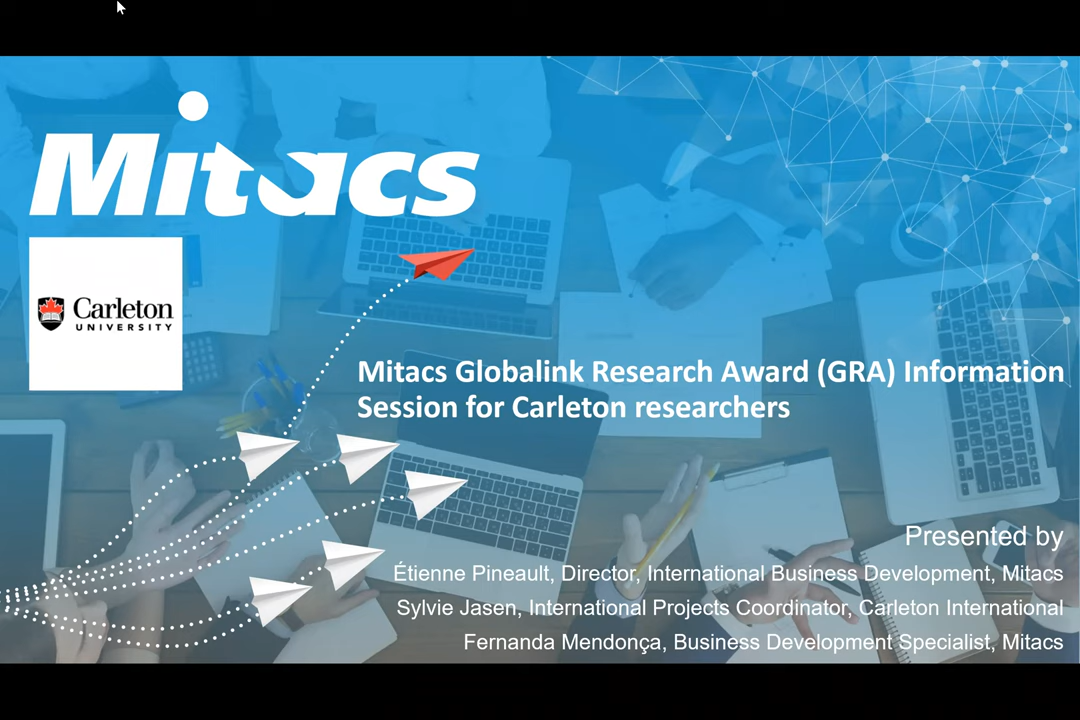 Mitacs
Carleton
UNIVERSITY
Mitacs Globalink Research Award (GRA) Information
Session for Carleton researchers
Presented by
Étienne Pineault, Director, International Business Development, Mitacs
Sylvie Jasen, International Projects Coordinator, Carleton International
Fernanda Mendonça, Business Development Specialist, Mitacs